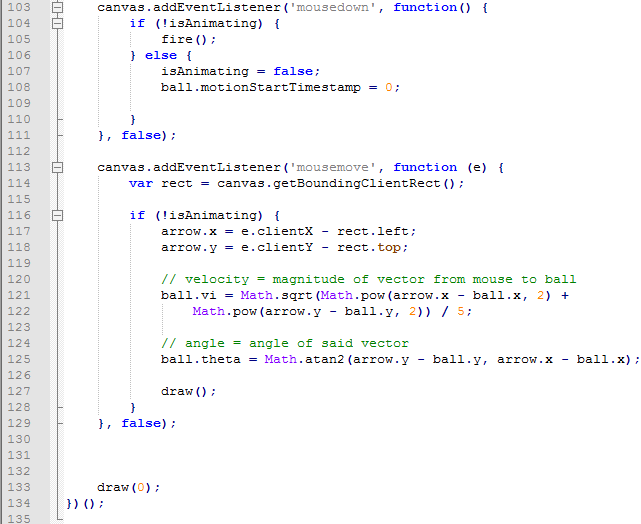 103 canvas.addEventListener('mousedown', function() {
104 if (!isAnimating) {
105 fire();
106 } else {
107 isAnimating = false;
108 ball.motionStartTimestamp = 0;
109
110 }
111 }, false);
112
113 canvas.addEventListener('mousemove', function (e) {
114 var rect = canvas.getBoundingClientRect();
115
116 if (!isAnimating) {
117 arrow.x = e.clientX - rect.left;
118 arrow.y = e.clientY - rect.top;
119
120 // velocity = magnitude of vector from mouse to ball
121 ball.vi = Math.sqrt(Math.pow(arrow.x - ball.x, 2) +
122 Math.pow(arrow.y - ball.y, 2)) / 5;
123
124 // angle = angle of said vector
125 ball.theta = Math.atan2(arrow.y - ball.y, arrow.x - ball.x);
126
127 draw();
128 }
129 }, false);
130
131
132
133 draw(0);
134 })();
135